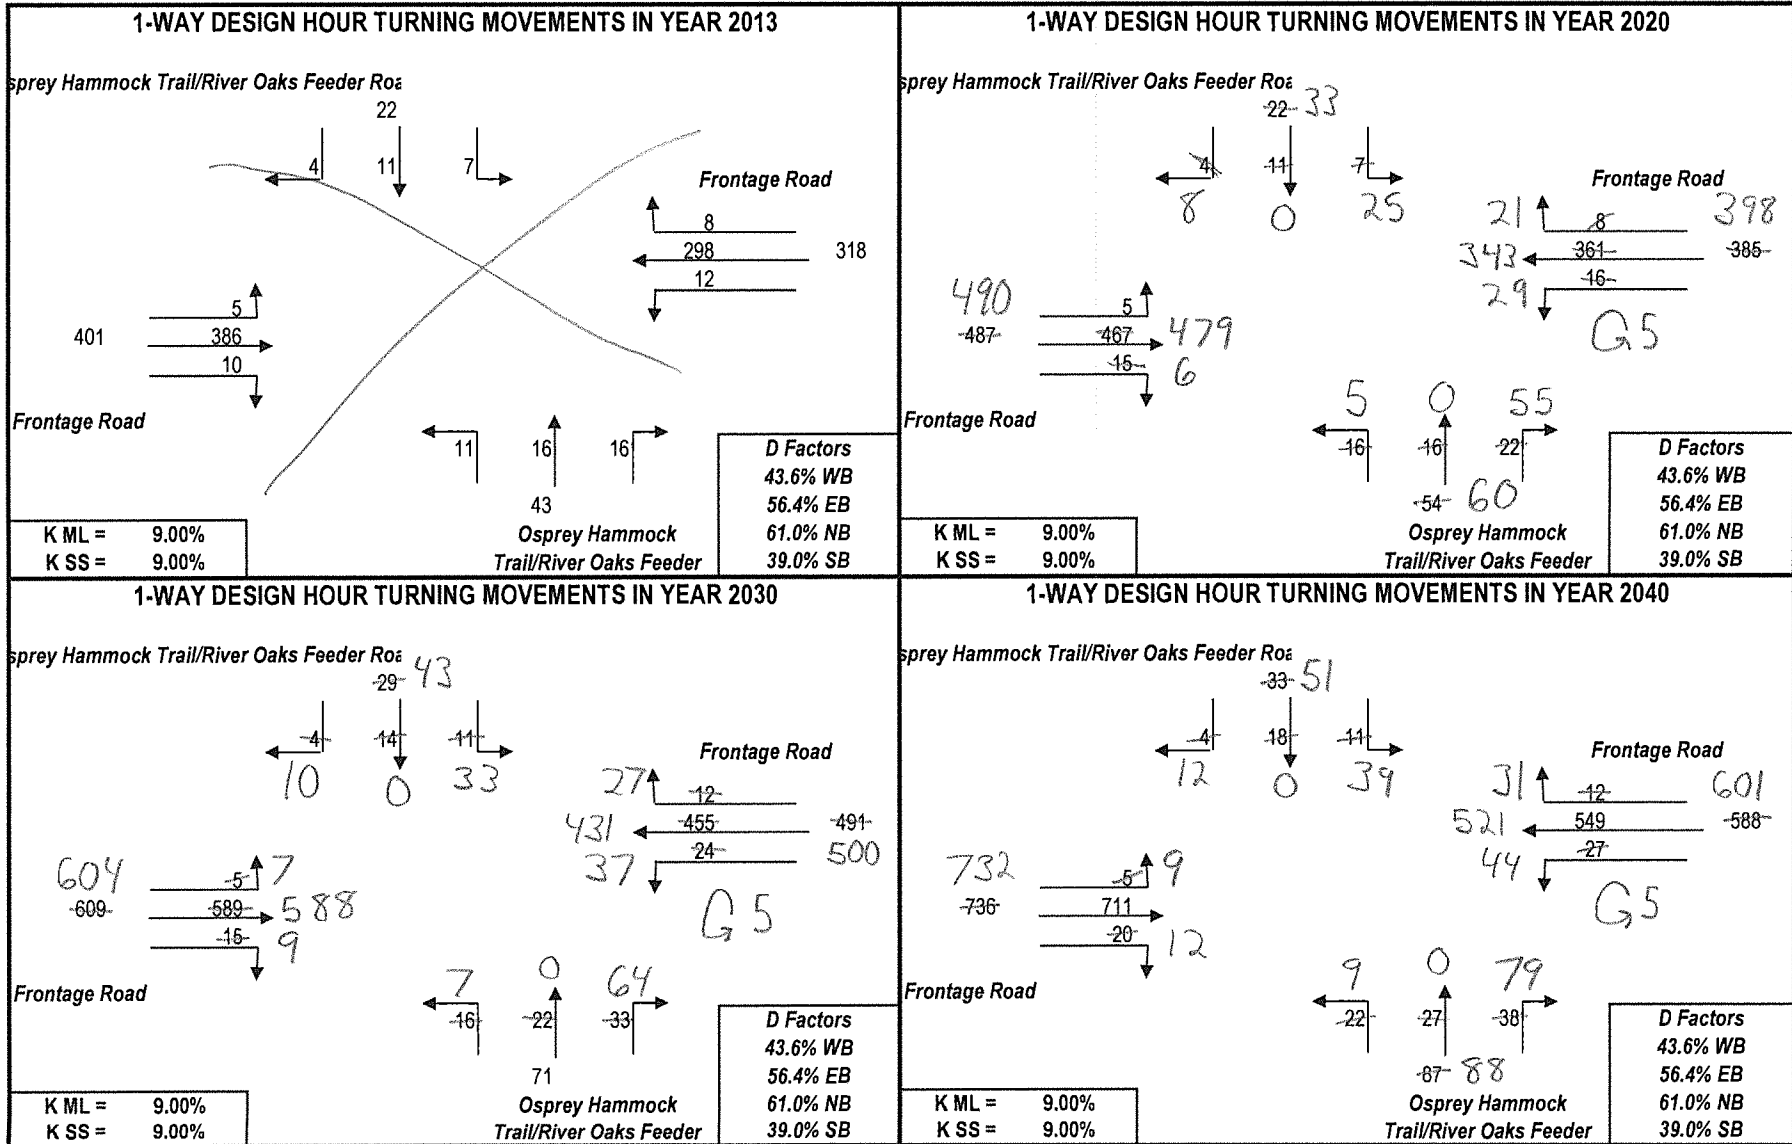 1-WAY DESIGN HOUR TURNING MOVEMENTS IN YEAR 2013
sprey Hammock Trail/River Oaks Feeder Roa
22
4 11 7
Frontage Road
8
298 318
12
5
401 386
10
Frontage Road
11 16 16
43
Osprey Hammock
Trail/River Oaks Feeder
K ML = 9.00%
K SS = 9.00%
D Factors
43.6% WB
56.4% EB
61.0% NB
39.0% SB
1-WAY DESIGN HOUR TURNING MOVEMENTS IN YEAR 2020
sprey Hammock Trail/River Oaks Feeder Roa
22 33
4 11 7
8 0 25
Frontage Road
21 8 398
343 361 385
29 16
G5
490 5
487 467 479
15 6
Frontage Road
5 0 55
16 16 22
54 60
Osprey Hammock
Trail/River Oaks Feeder
K ML = 9.00%
K SS = 9.00%
D Factors
43.6% WB
56.4% EB
61.0% NB
39.0% SB
1-WAY DESIGN HOUR TURNING MOVEMENTS IN YEAR 2030
sprey Hammock Trail/River Oaks Feeder Roa
29 43
4 14 11
10 0 33
Frontage Road
27 12
431 455 491
37 24 500
G5
604 5 7
609 589 588
15 9
Frontage Road
7 0 64
16 22 33
71
Osprey Hammock
Trail/River Oaks Feeder
K ML = 9.00%
K SS = 9.00%
D Factors
43.6% WB
56.4% EB
61.0% NB
39.0% SB
1-WAY DESIGN HOUR TURNING MOVEMENTS IN YEAR 2040
sprey Hammock Trail/River Oaks Feeder Roa
33 51
4 18 11
12 0 39
Frontage Road
31 12 601
521 549 588
44 27
G5
732 5 9
736 711
20 12
Frontage Road
9 0 79
22 27 38
87 88
Osprey Hammock
Trail/River Oaks Feeder
K ML = 9.00%
K SS = 9.00%
D Factors
43.6% WB
56.4% EB
61.0% NB
39.0% SB